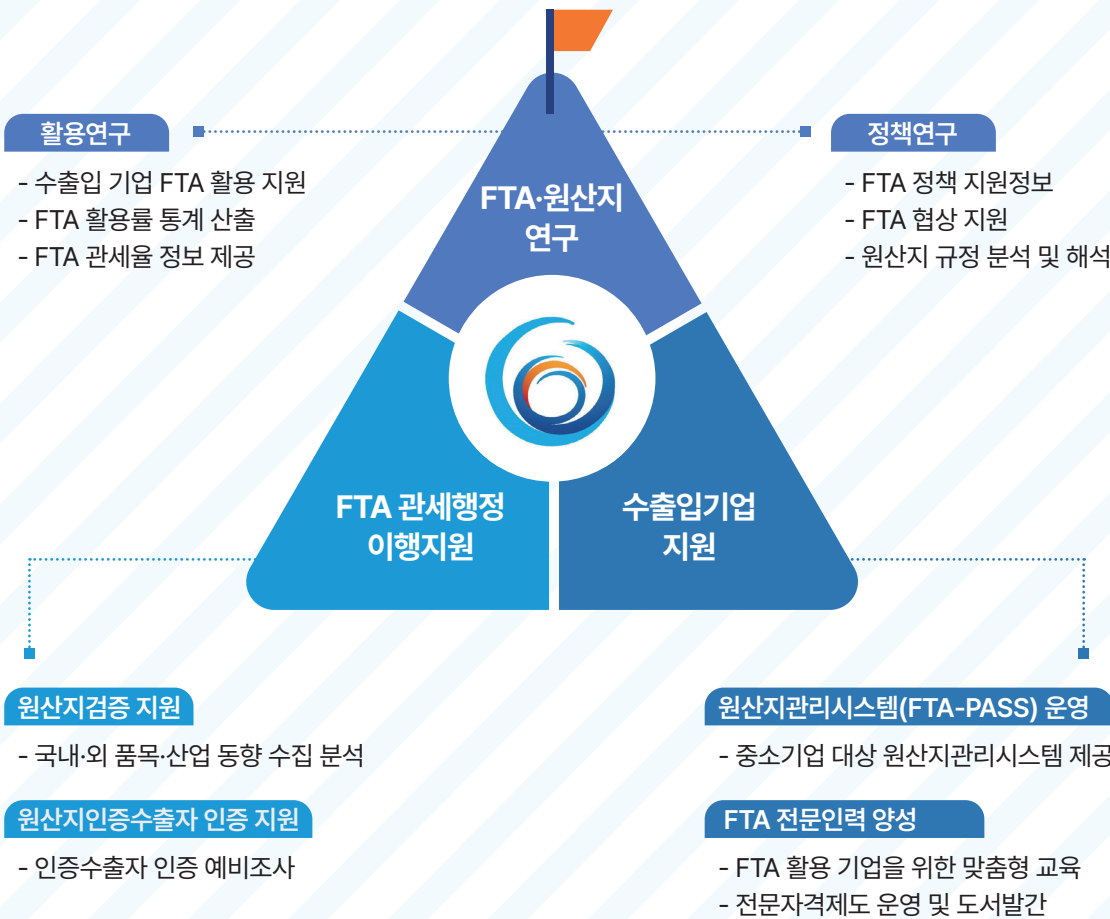 활용연구
- 수출입 기업 FTA 활용 지원
- FTA 활용률 통계 산출
- FTA 관세율 정보 제공
정책연구
- FTA 정책 지원정보
- FTA 협상 지원
- 원산지 규정 분석 및 해석
FTA·원산지
연구
FTA 관세행정
이행지원
수출입기업
지원
원산지검증 지원
- 국내·외 품목·산업 동향 수집 분석
원산지인증수출자 인증 지원
- 인증수출자 인증 예비조사
원산지관리시스템(FTA-PASS) 운영
- 중소기업 대상 원산지관리시스템 제공
FTA 전문인력 양성
- FTA 활용 기업을 위한 맞춤형 교육
- 전문자격제도 운영 및 도서발간